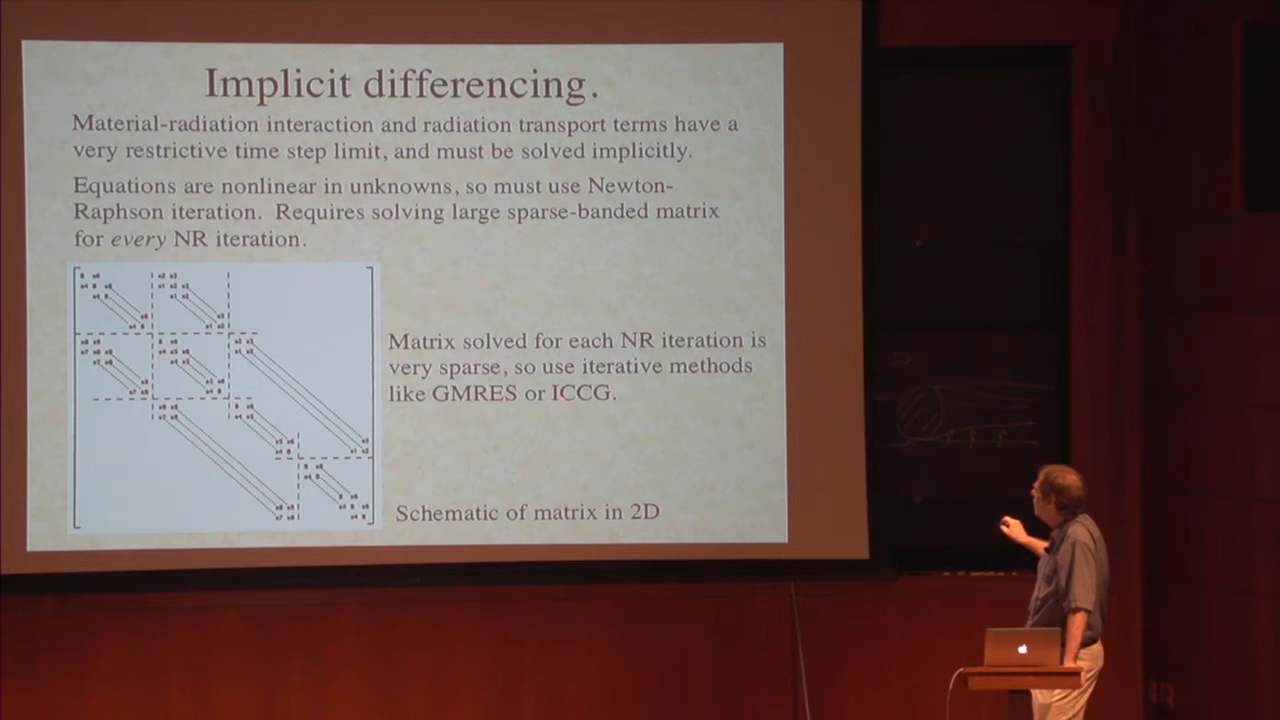 Implicit differencing.
Material-radiation interaction and radiation transport terms have a
very restrictive time step limit, and must be solved implicitly.
Equations are nonlinear in unknowns, so must use Newton-
Raphson iteration. Requires solving large sparse-banded matrix
for every NR iteration.
Matrix solved for each NR iteration is
very sparse, so use iterative methods
like GMRES or ICCG.
Schematic of matrix in 2D